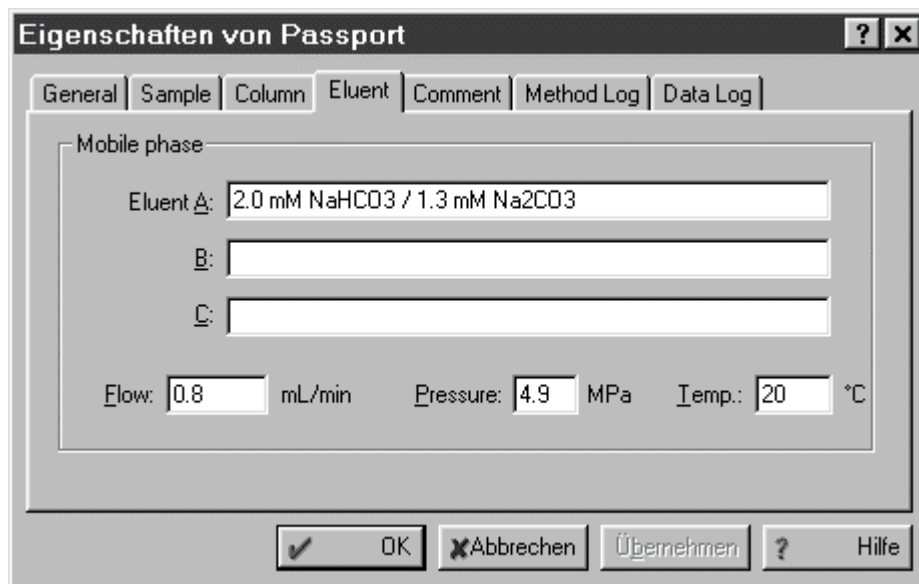 Eigenschaften von Passport ? ×
General Sample Column Eluent Comment Method Log Data Log
Mobile phase
Eluent A: 2.0 mM NaHCO3 / 1.3 mM Na2CO3
B:
C:
Flow: 0.8 mL/min Pressure: 4.9 MPa Temp.: 20 °C
OK Abbrechen Übernehmen ? Hilfe